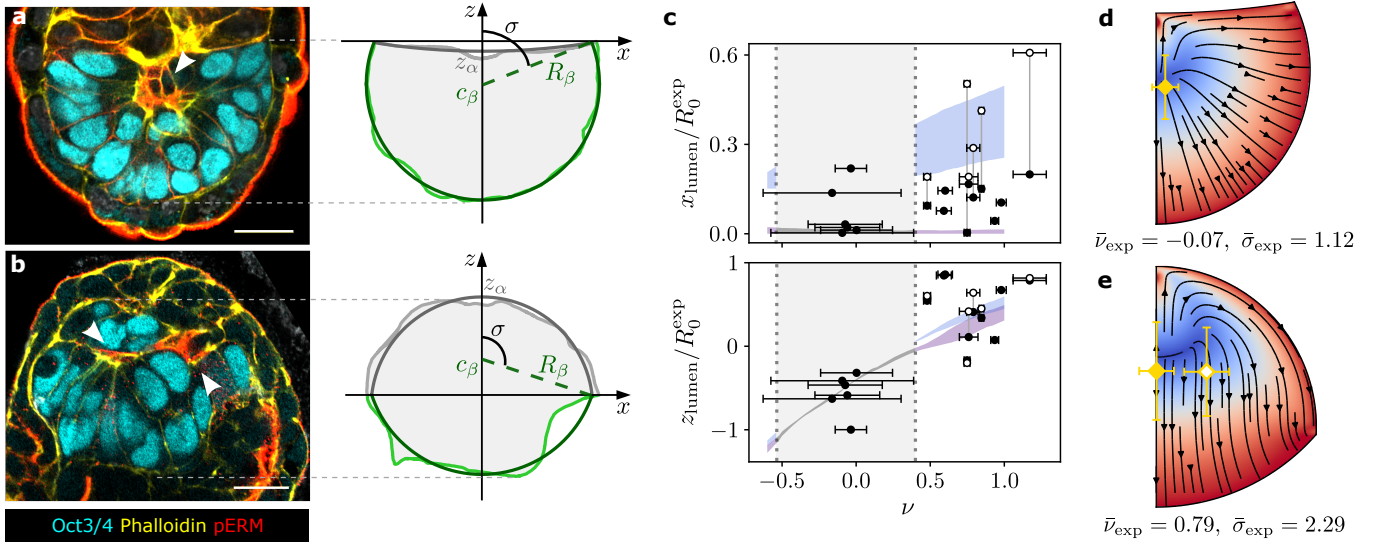 a
z
σ
x
z_α
c_β
R_β
b
z
z_α
σ
c_β
R_β
x
Oct3/4 Phalloidin pERM
c
x_lumen/R_0^exp
0.6
0.3
0.0
z_lumen/R_0^exp
1
0
−1
−0.5 0.0 0.5 1.0
ν
d
ν̄_exp = −0.07, σ̄_exp = 1.12
e
ν̄_exp = 0.79, σ̄_exp = 2.29